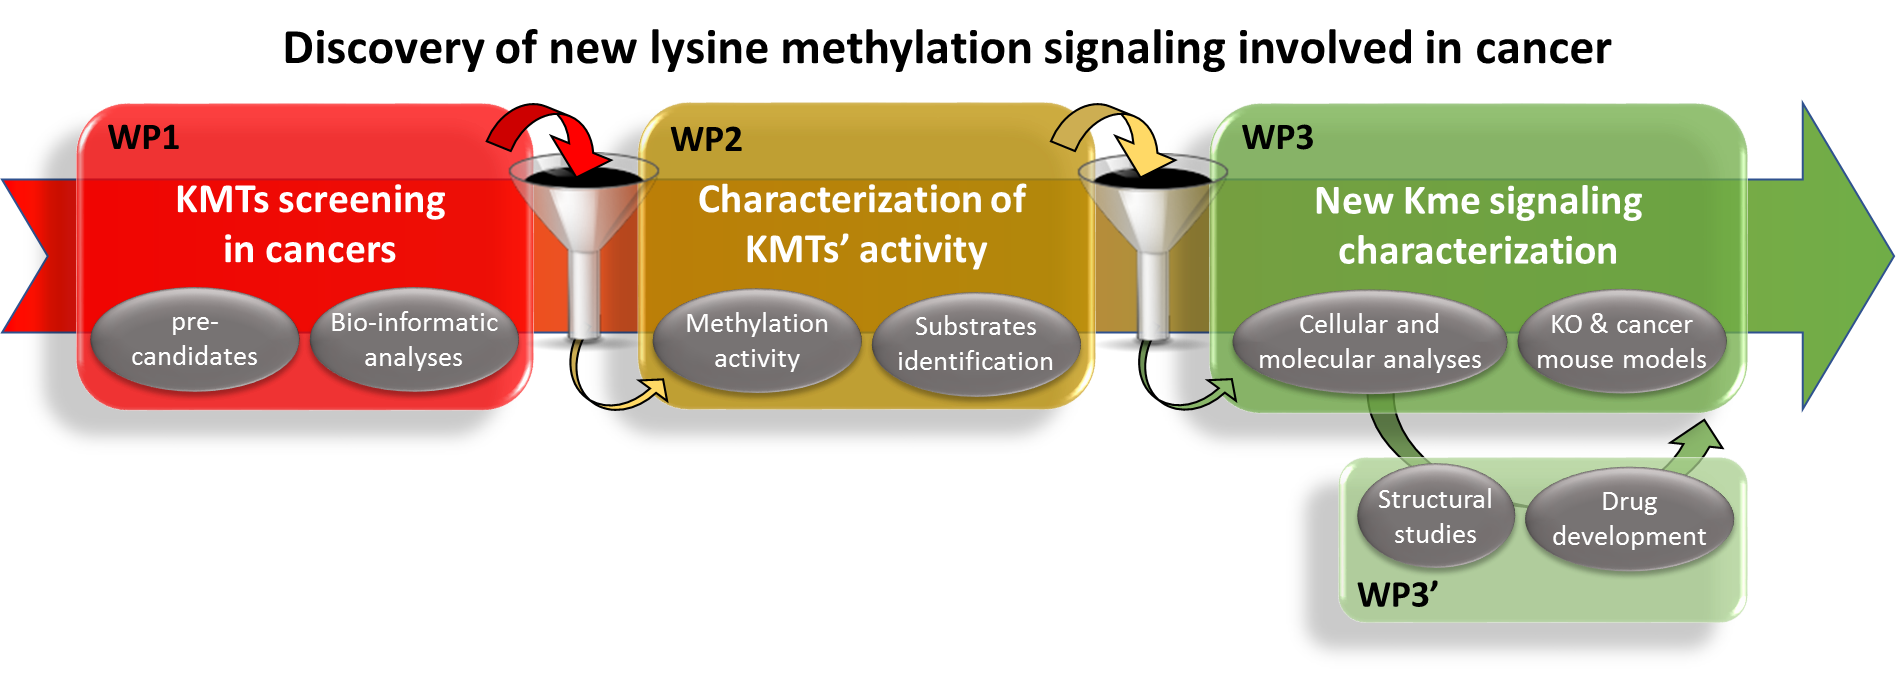 Discovery of new lysine methylation signaling involved in cancer
WP1
KMTs screening
in cancers
pre-
candidates
Bio-informatic
analyses
WP2
Characterization of
KMTs’ activity
Methylation
activity
Substrates
identification
WP3
New Kme signaling
characterization
Cellular and
molecular analyses
KO & cancer
mouse models
Structural
studies
Drug
development
WP3’